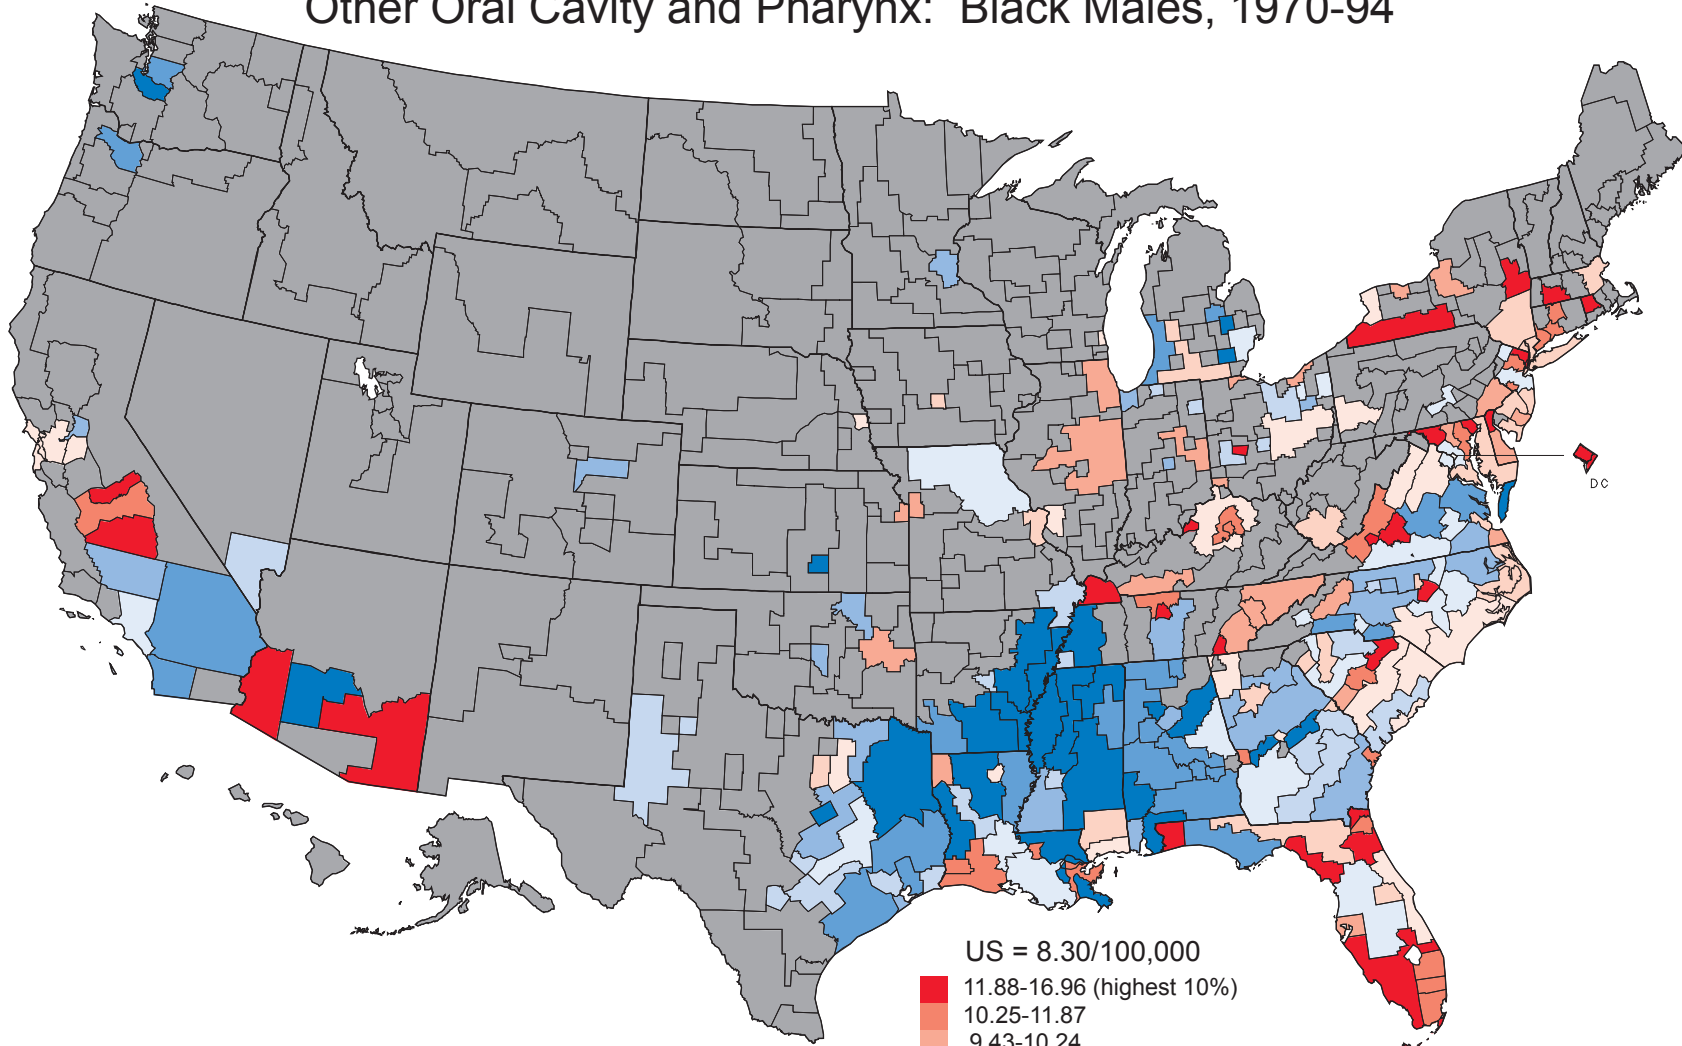 Other Oral Cavity and Pharynx: Black Males, 1970-94
DC
US = 8.30/100,000
11.88-16.96 (highest 10%)
10.25-11.87
9.43-10.24